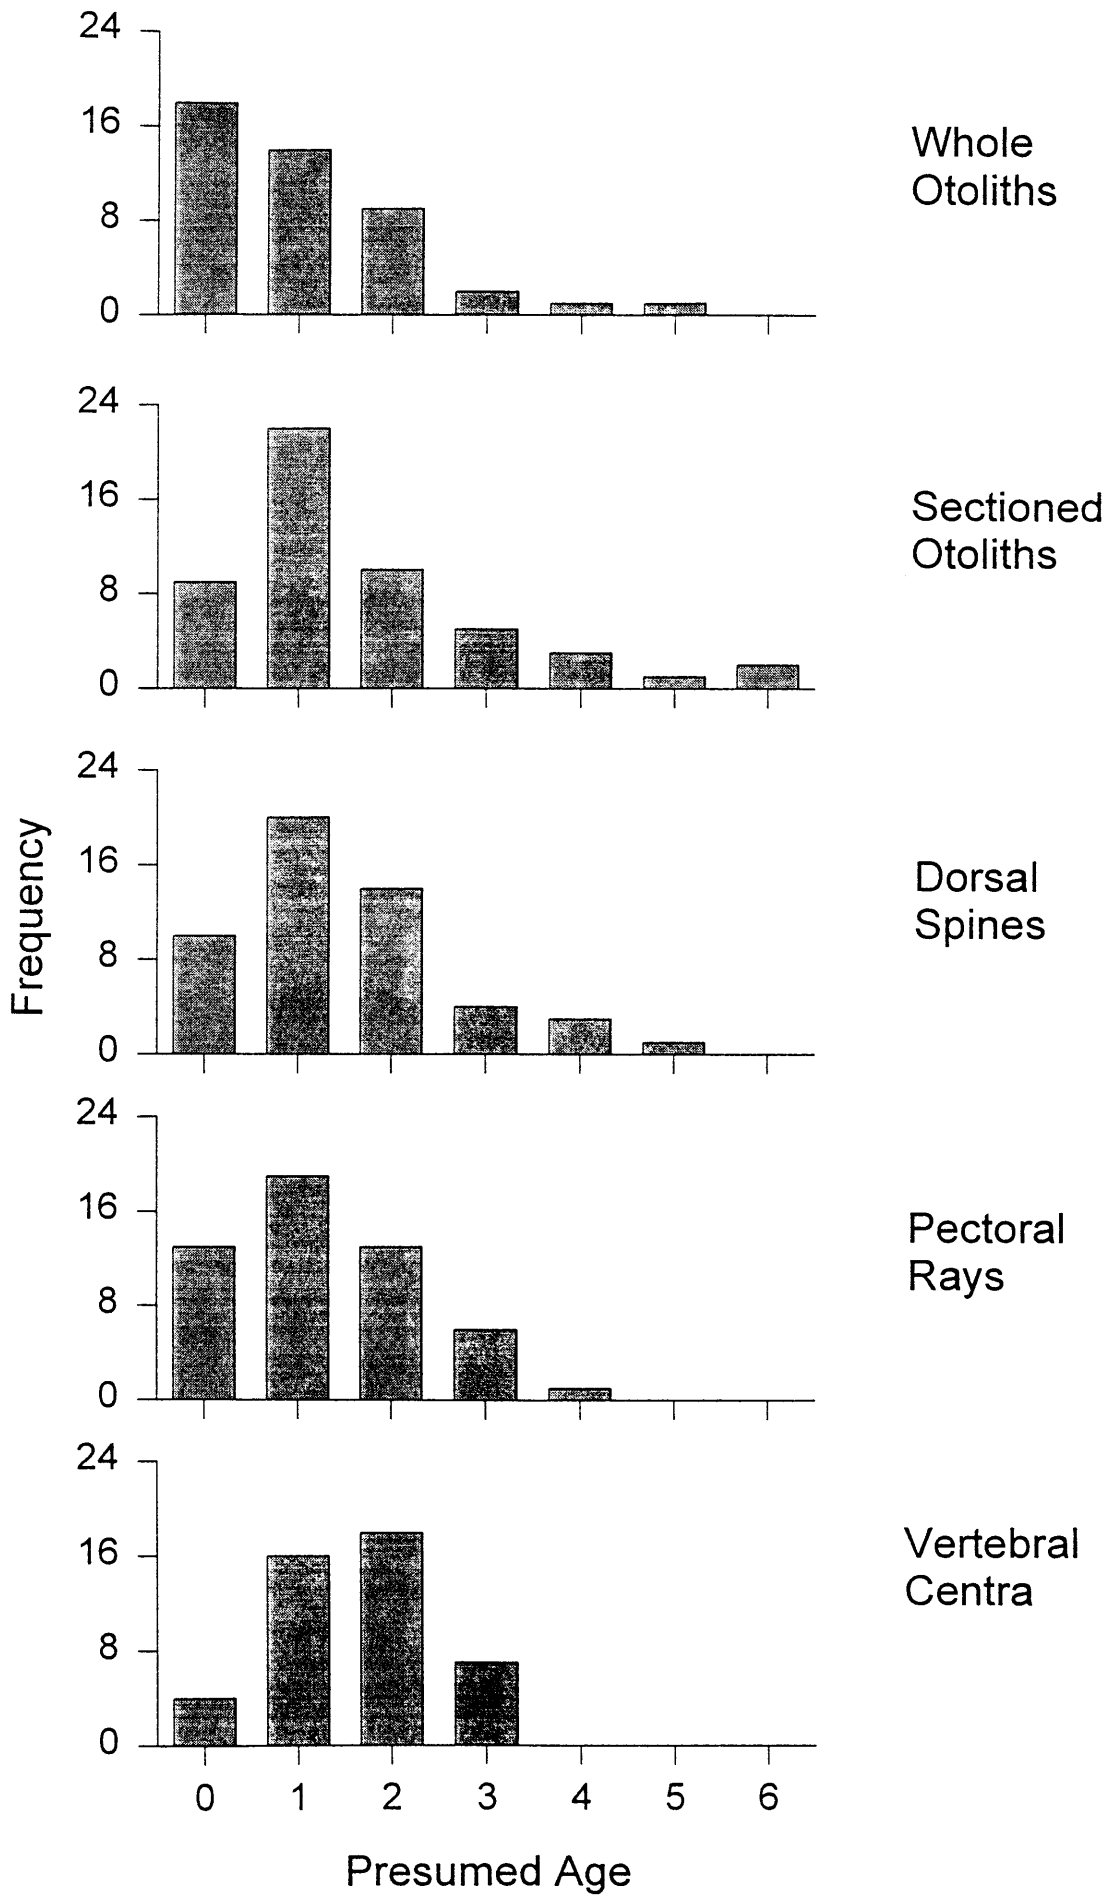 24
16
8
0
Whole
Otoliths
24
16
8
0
Sectioned
Otoliths
Frequency
24
16
8
0
Dorsal
Spines
24
16
8
0
Pectoral
Rays
24
16
8
0
Vertebral
Centra
0 1 2 3 4 5 6
Presumed Age